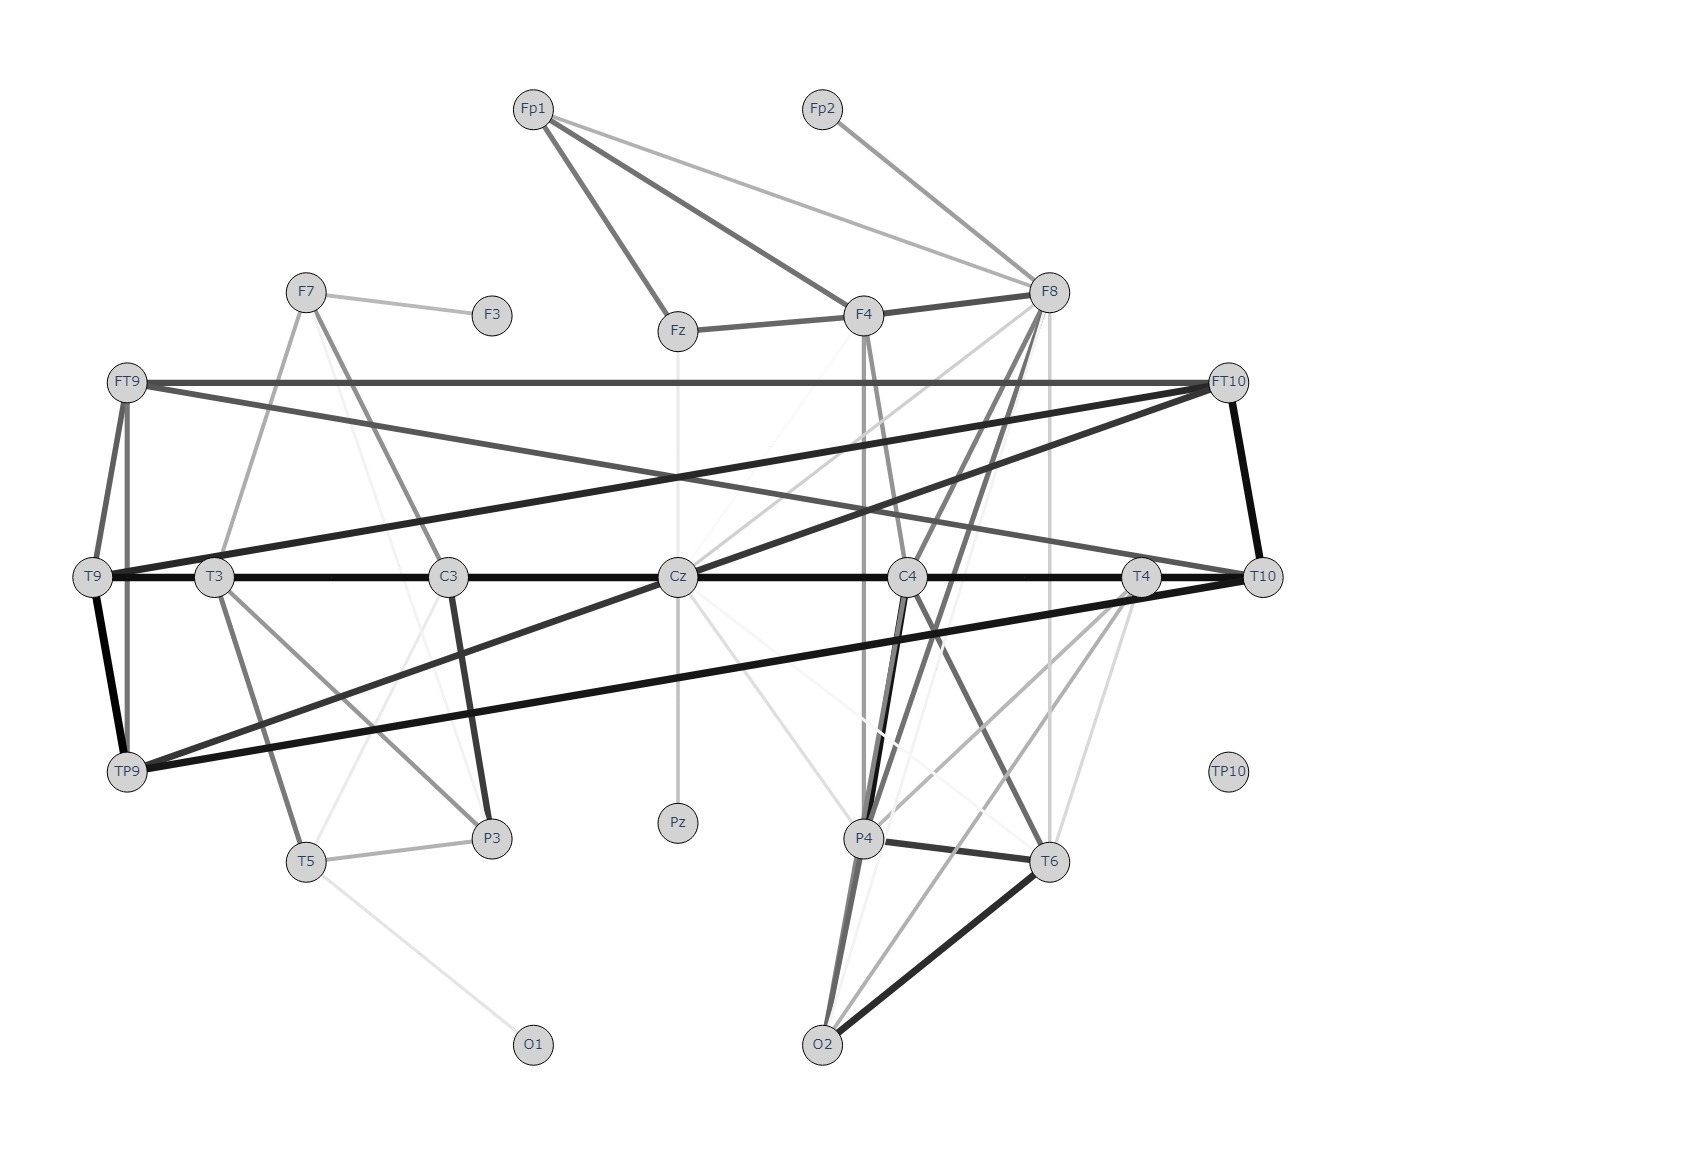 Fp1 Fp2
F7 F3 Fz F4 F8
FT9 FT10
T9 T3 C3 Cz C4 T4 T10
TP9 TP10
T5 P3 Pz P4 T6
O1 O2